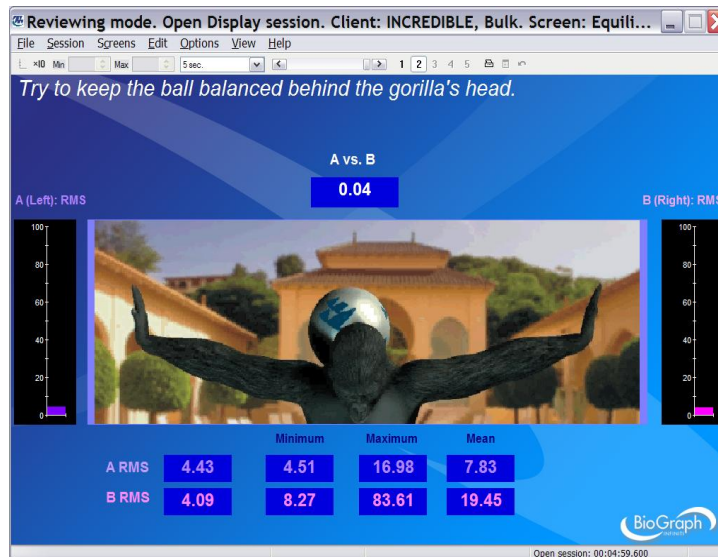 Reviewing mode. Open Display session. Client: INCREDIBLE, Bulk. Screen: Equili...
File Session Screens Edit Options View Help
×10 Min Max 5 sec. 1 2 3 4 5
Try to keep the ball balanced behind the gorilla's head.
A vs. B
0.04
A (Left): RMS
B (Right): RMS
100 100
80 80
60 60
40 40
20 20
0 0
Minimum Maximum Mean
A RMS 4.43 4.51 16.98 7.83
B RMS 4.09 8.27 83.61 19.45
BioGraph
Open session: 00:04:59.600